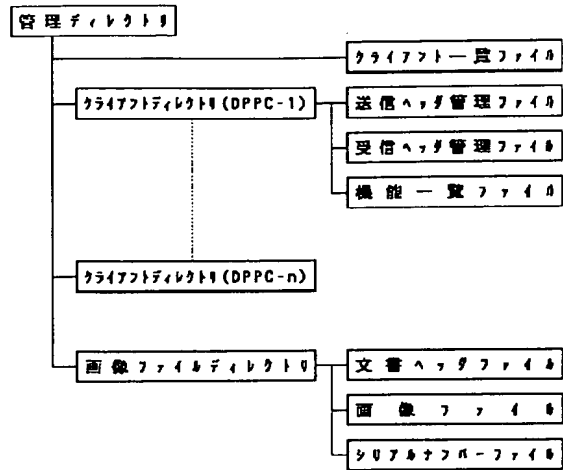 管理ディレクトリ
クライアント一覧ファイル
クライアントディレクトリ(DPPC-1)
送信ヘッダ管理ファイル
受信ヘッダ管理ファイル
機能一覧ファイル
クライアントディレクトリ(DPPC-n)
画像ファイルディレクトリ
文書ヘッダファイル
画像ファイル
シリアルナンバーファイル